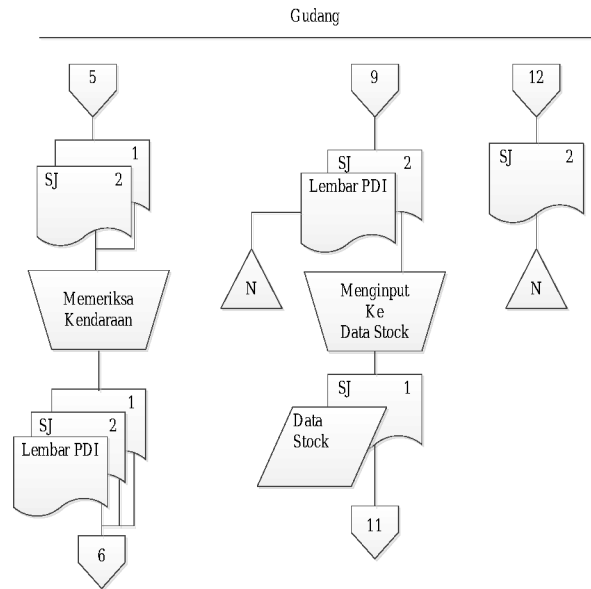 Gudang
5
1
SJ 2
Memeriksa
Kendaraan
1
SJ 2
Lembar PDI
6
9
SJ 2
Lembar PDI
N
Menginput
Ke
Data Stock
SJ 1
Data
Stock
11
12
SJ 2
N